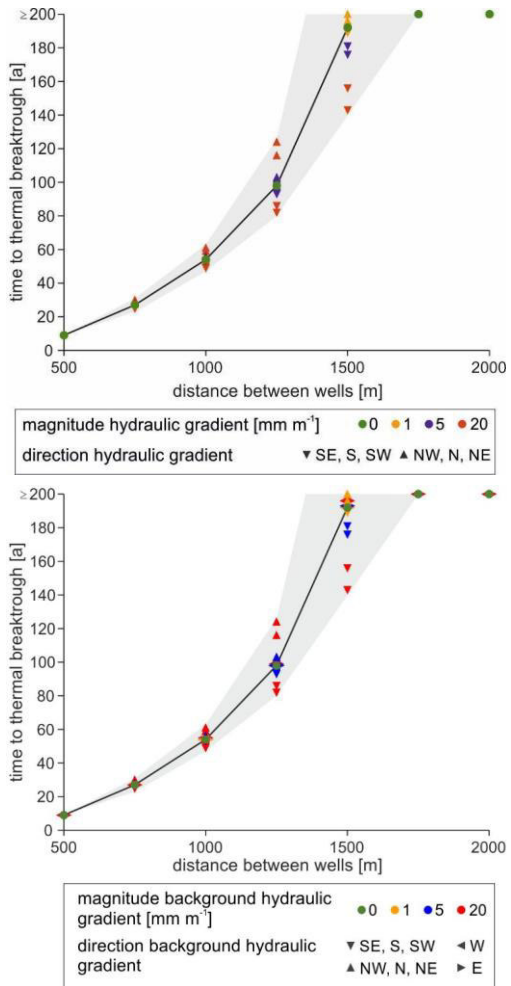 ≥200
180
160
140
120
100
80
60
40
20
0
time to thermal breaktrough [a]
500 1000 1500 2000
distance between wells [m]
magnitude hydraulic gradient [mm m-1] 0 1 5 20
direction hydraulic gradient SE, S, SW NW, N, NE
≥200
180
160
140
120
100
80
60
40
20
0
time to thermal breaktrough [a]
500 1000 1500 2000
distance between wells [m]
magnitude background hydraulic
gradient [mm m-1] 0 1 5 20
direction background hydraulic SE, S, SW W
gradient NW, N, NE E